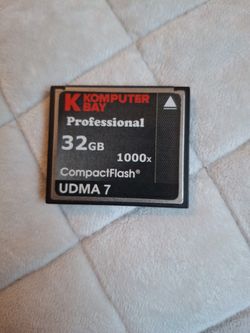 K KOMPUTER
BAY
Professional
32GB
1000x
CompactFlash®
UDMA 7